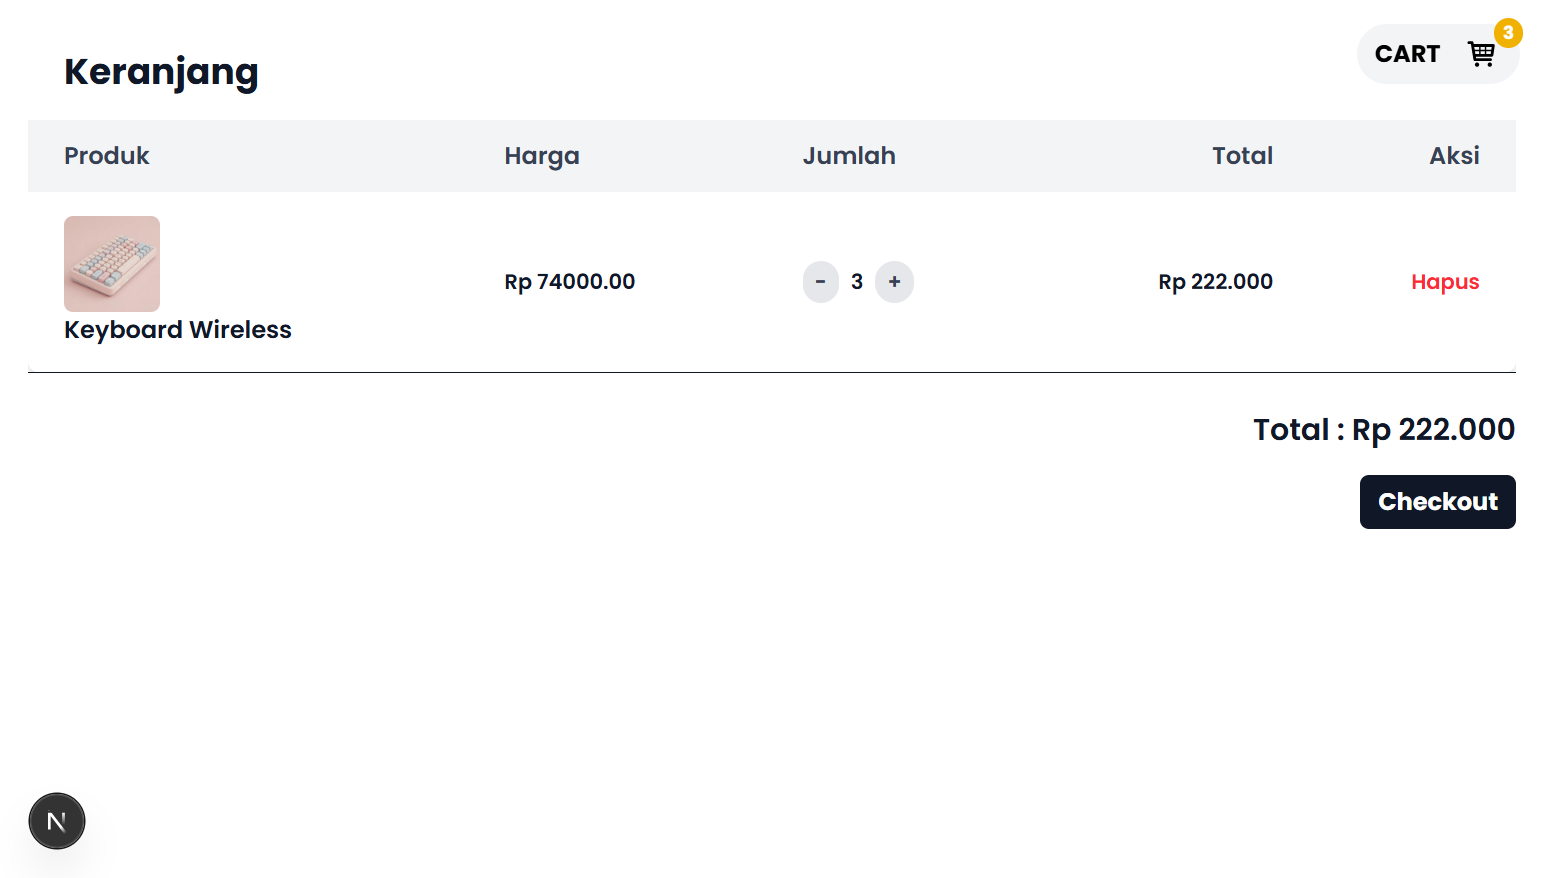 Keranjang
CART 3
Produk Harga Jumlah Total Aksi
Rp 74000.00 - 3 + Rp 222.000 Hapus
Keyboard Wireless
Total : Rp 222.000
Checkout
N